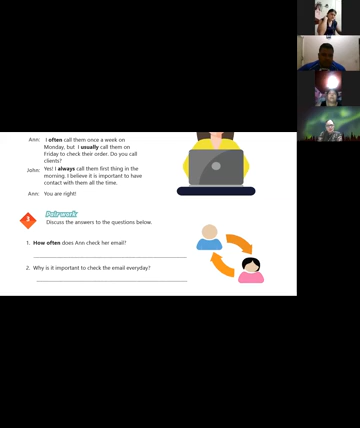 Ann: I often call them once a week on
Monday, but I usually call them on
Friday to check their order. Do you call
clients?
John: Yes! I always call them first thing in the
morning. I believe it is important to have
contact with them all the time.
Ann: You are right!
3 Pair work
Discuss the answers to the questions below.
1. How often does Ann check her email?
2. Why is it important to check the email everyday?